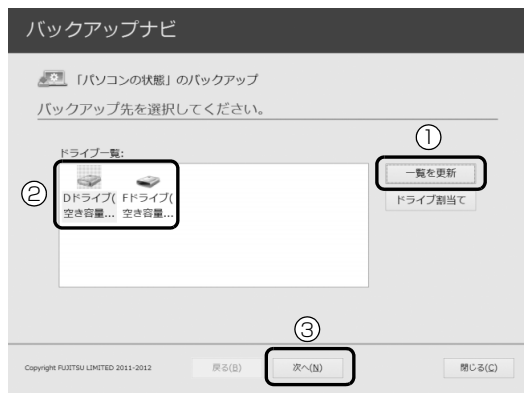 バックアップナビ
「パソコンの状態」のバックアップ
バックアップ先を選択してください。
①
ドライブ一覧:
一覧を更新
②
Dドライブ( Fドライブ(
空き容量... 空き容量...
ドライブ割当て
③
Copyright FUJITSU LIMITED 2011-2012
戻る(B)
次へ(N)
閉じる(C)